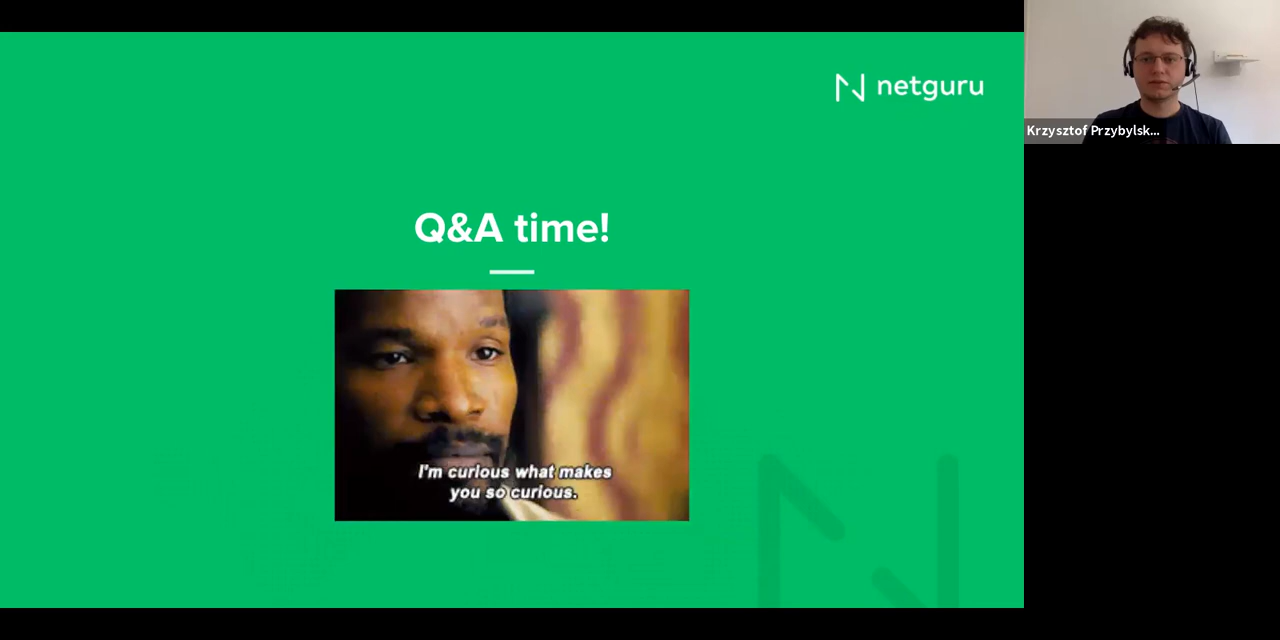 netguru
Krzysztof Przybylsk...
Q&A time!
I'm curious what makes
you so curious.